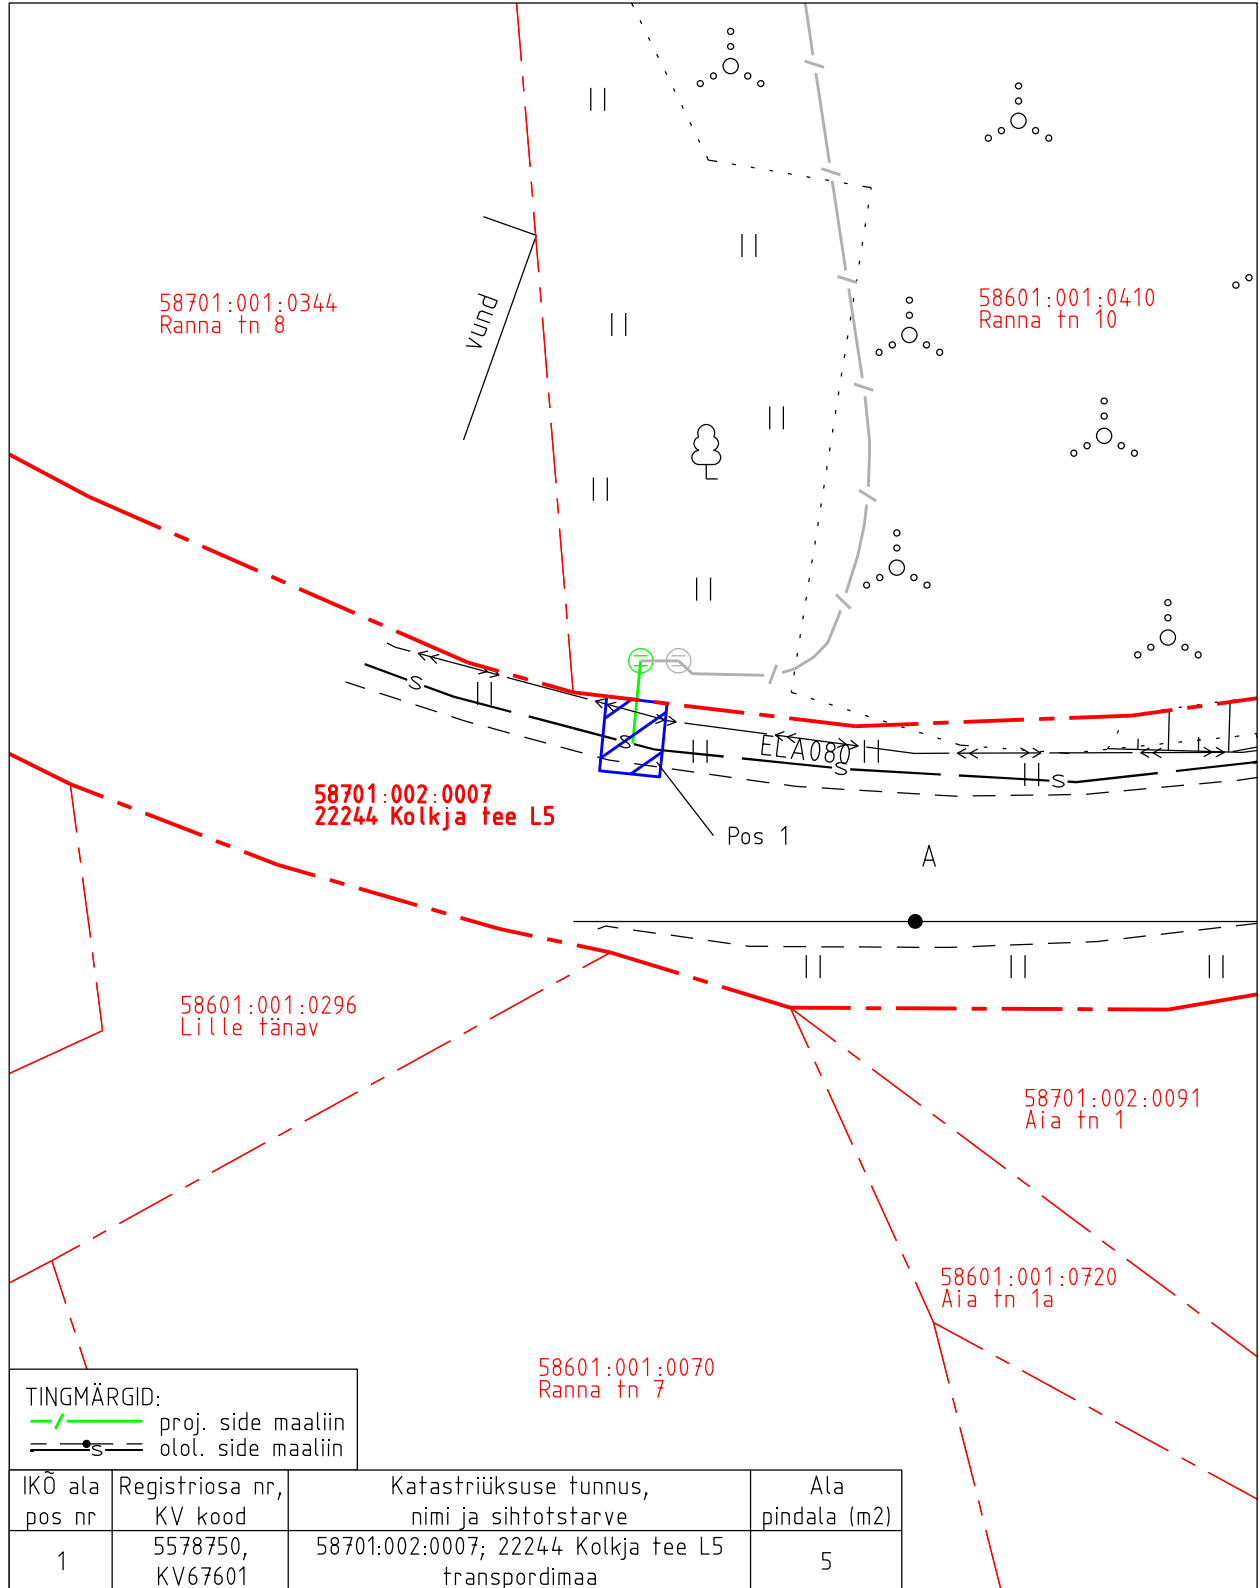 58701:001:0344
Ranna tn 8
vund
58601:001:0410
Ranna tn 10
ELA080
S
S
S
S
58701:002:0007
22244 Kolkja tee L5
Pos 1
A
58601:001:0296
Lille tänav
58701:002:0091
Aia tn 1
58601:001:0720
Aia tn 1a
58601:001:0070
Ranna tn 7
TINGMÄRGID:
proj. side maaliin
S
olol. side maaliin
IKÕ ala
pos nr
Registriosa nr,
KV kood
Katastriüksuse tunnus,
nimi ja sihtotstarve
Ala
pindala (m2)
1
5578750,
KV67601
58701:002:0007; 22244 Kolkja tee L5
transpordimaa
5